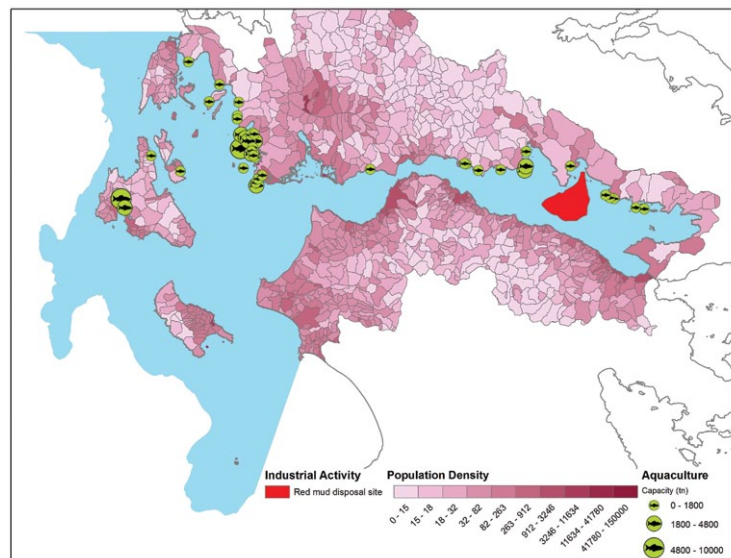 Industrial Activity
Red mud disposal site
Population Density
0 - 15
15 - 18
18 - 32
32 - 82
82 - 263
263 - 912
912 - 3246
3246 - 11634
11634 - 41780
41780 - 150000
Aquaculture
Capacity (tn)
0 - 1800
1800 - 4800
4800 - 10000